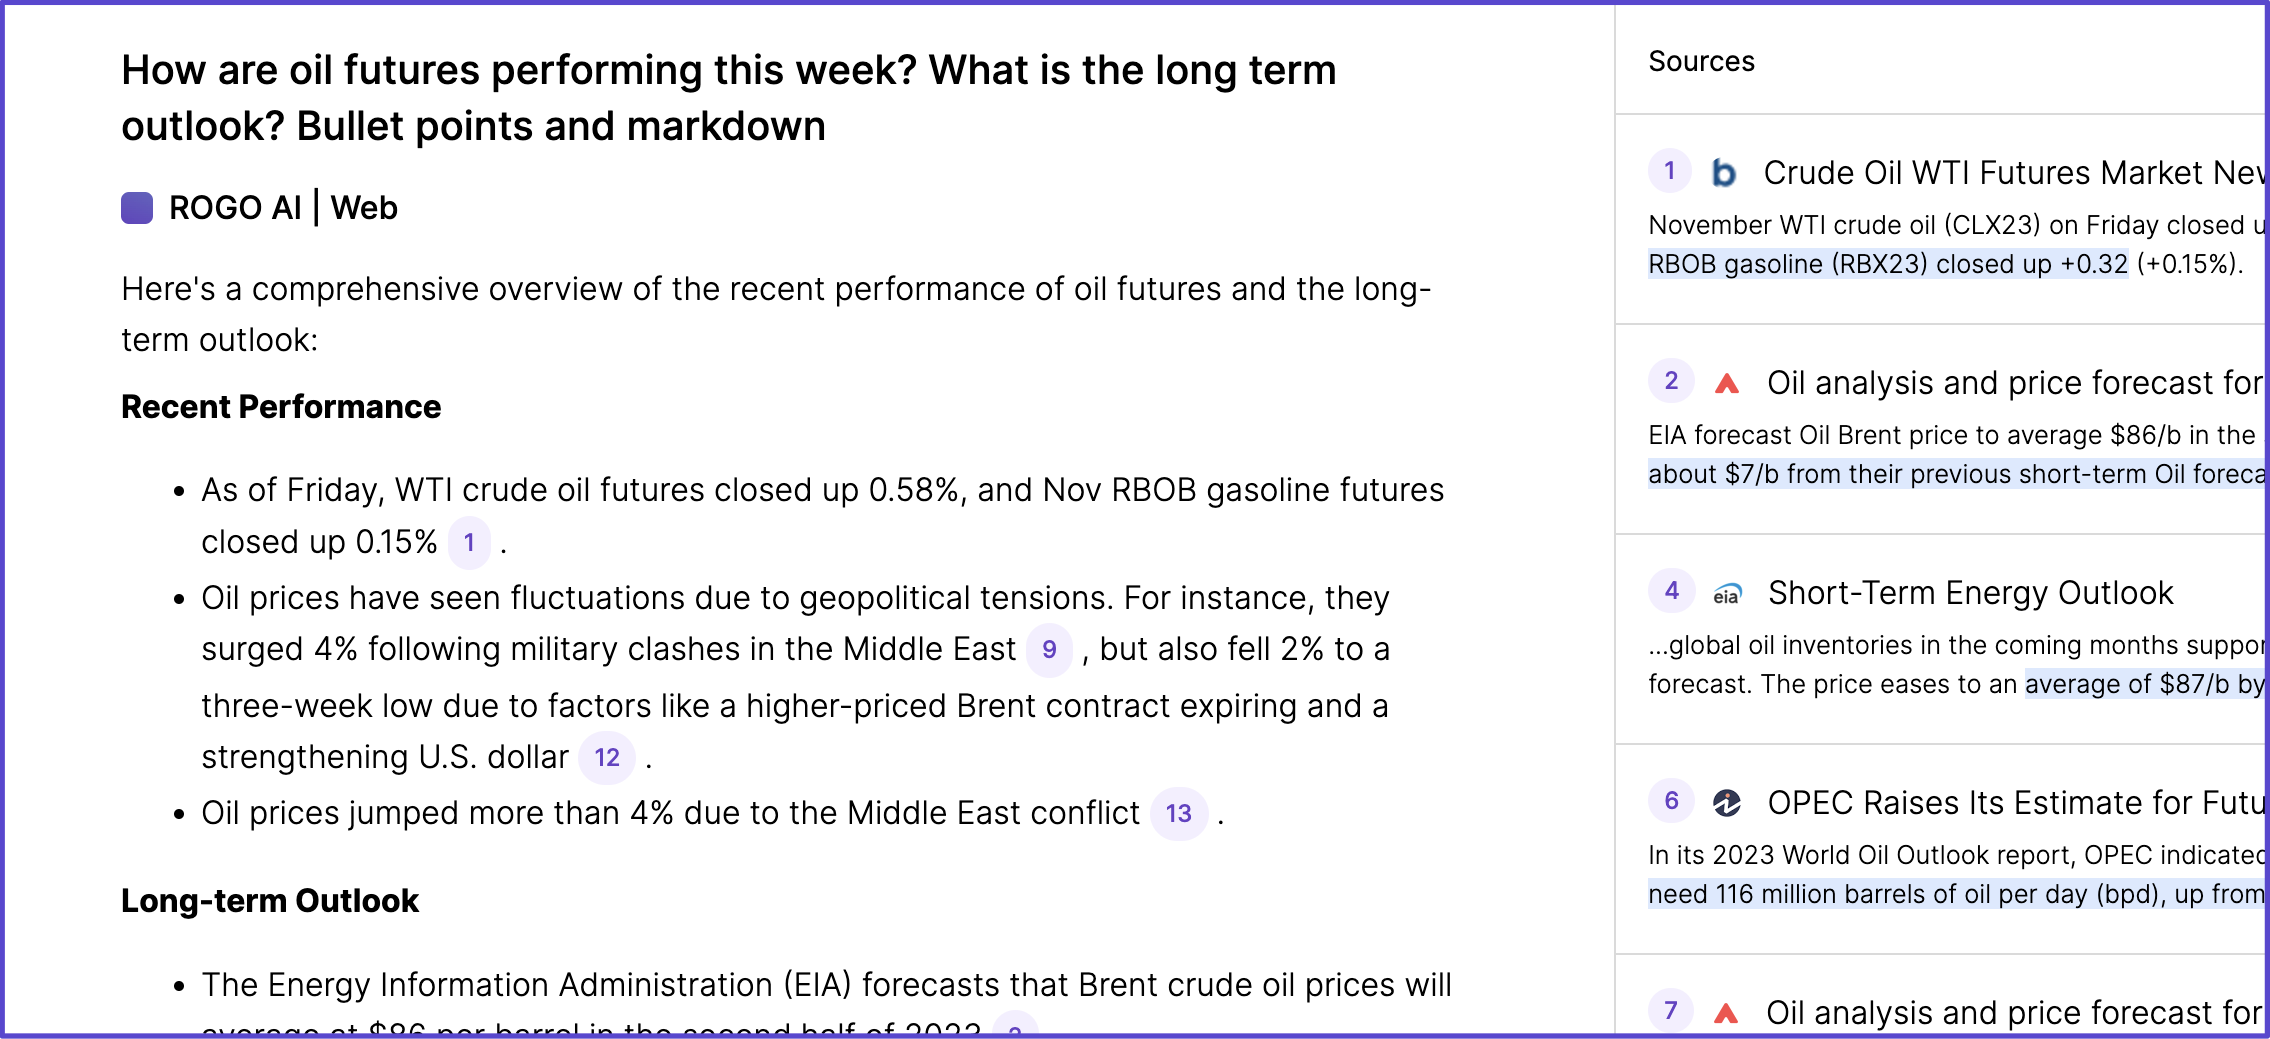 How are oil futures performing this week? What is the long term
outlook? Bullet points and markdown
ROGO AI | Web
Here's a comprehensive overview of the recent performance of oil futures and the long-
term outlook:
Recent Performance
• As of Friday, WTI crude oil futures closed up 0.58%, and Nov RBOB gasoline futures
closed up 0.15% 1 .
• Oil prices have seen fluctuations due to geopolitical tensions. For instance, they
surged 4% following military clashes in the Middle East 9 , but also fell 2% to a
three-week low due to factors like a higher-priced Brent contract expiring and a
strengthening U.S. dollar 12 .
• Oil prices jumped more than 4% due to the Middle East conflict 13 .
Long-term Outlook
• The Energy Information Administration (EIA) forecasts that Brent crude oil prices will
average at $86 per barrel in the second half of 2023 2
Sources
1 b Crude Oil WTI Futures Market
November WTI crude oil (CLX23) on Friday closed
RBOB gasoline (RBX23) closed up +0.32 (+0.15%).
2 Oil analysis and price forecast for
EIA forecast Oil Brent price to average $86/b in the
about $7/b from their previous short-term Oil
4 eia Short-Term Energy Outlook
...global oil inventories in the coming months
forecast. The price eases to an average of $87/b by
6 OPEC Raises Its Estimate for
In its 2023 World Oil Outlook report, OPEC indicated
need 116 million barrels of oil per day (bpd), up from
7 Oil analysis and price forecast for